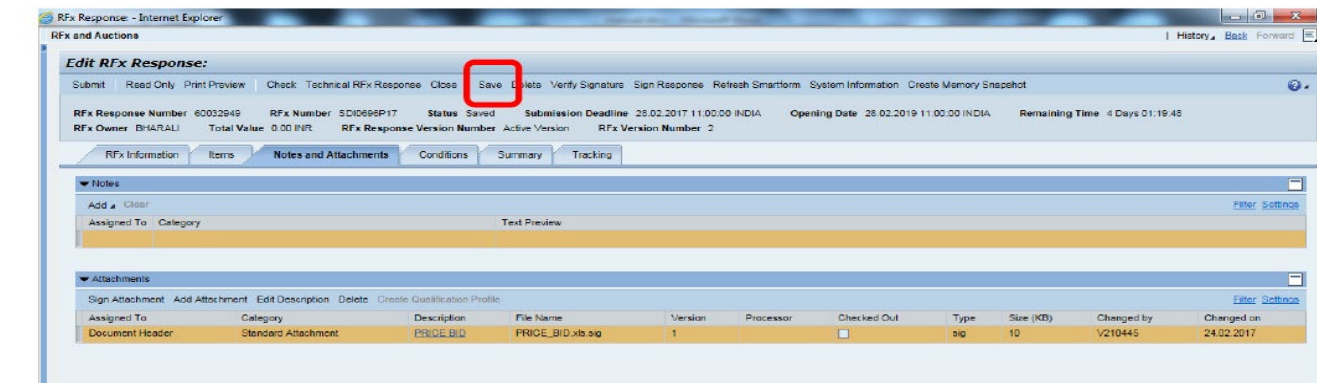 RFx Response: - Internet Explorer
RFx and Auctions History Back Forward
Edit RFx Response:
Submit Read Only Print Preview Check Technical RFx Response Close Save Delete Verify Signature Sign Response Refresh Smartform System Information Create Memory Snapshot
RFx Response Number 60032949 RFx Number SDI0696P17 Status Saved Submission Deadline 28.02.2017 11:00:00 INDIA Opening Date 28.02.2019 11:00:00 INDIA Remaining Time 4 Days 01:19:48
RFx Owner BHARALI Total Value 0.00 INR RFx Response Version Number Active Version RFx Version Number 2
RFx Information Items Notes and Attachments Conditions Summary Tracking
Notes
Add Clear Filter Settings
Assigned To Category Text Preview
Attachments
Sign Attachment Add Attachment Edit Description Delete Create Qualification Profile Filter Settings
Assigned To Category Description File Name Version Processor Checked Out Type Size (KB) Changed by Changed on
Document Header Standard Attachment PRICE BID PRICE_BID.xls.sig 1 sig 10 V210445 24.02.2017